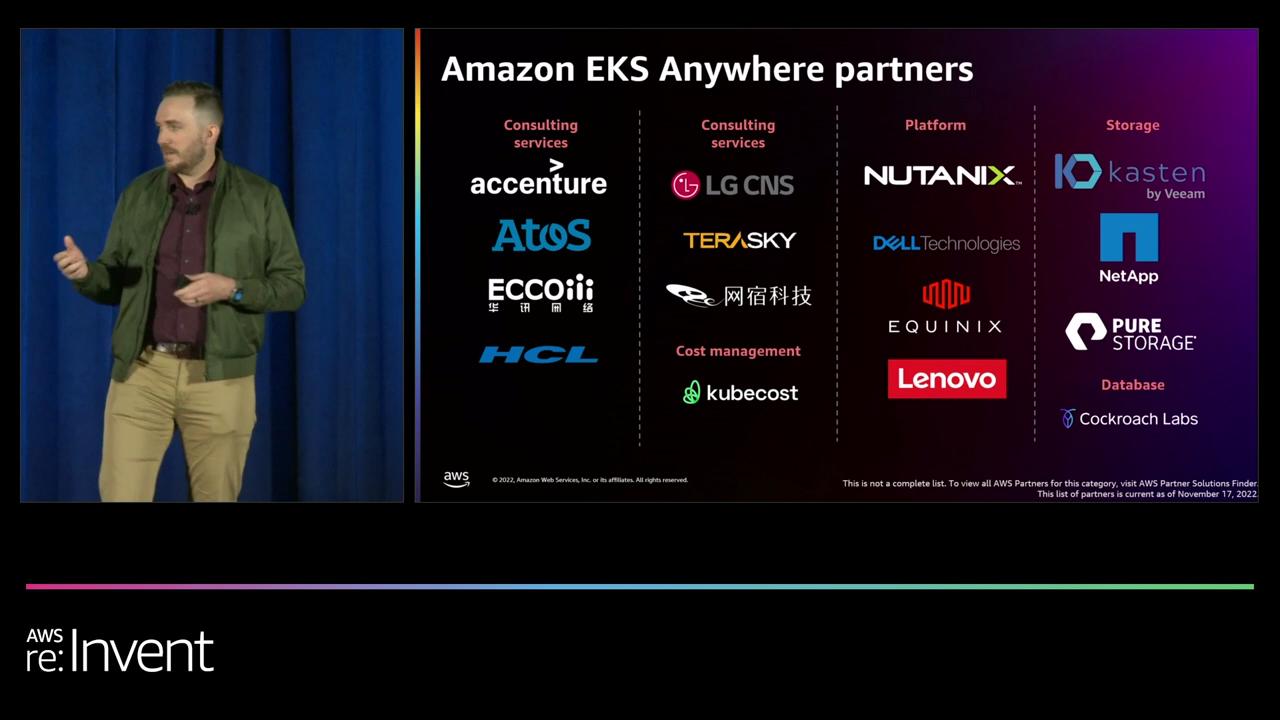 Amazon EKS Anywhere partners
Consulting
services
>
accenture
Atos
ECCOiii
华讯网络
HCL
Consulting
services
LG CNS
TERASKY
网宿科技
Cost management
kubecost
Platform
NUTANIX™
DELLTechnologies
EQUINIX
Lenovo
Storage
kasten
by Veeam
NetApp
PURE
STORAGE®
Database
Cockroach Labs
aws
© 2022, Amazon Web Services, Inc. or its affiliates. All rights reserved.
This is not a complete list. To view all AWS Partners for this category, visit AWS Partner Solutions Finder.
This list of partners is current as of November 17, 2022.
AWS
re:Invent